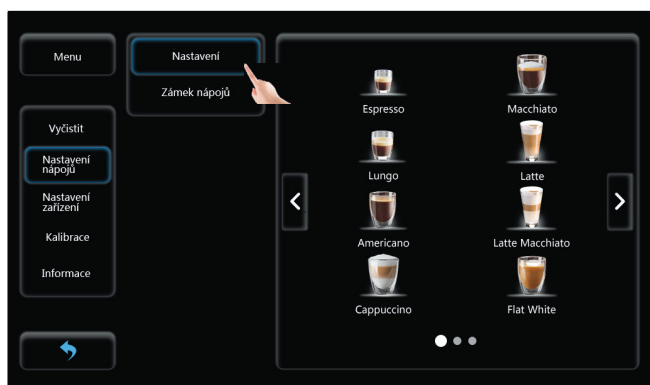 Menu
Vyčistit
Nastavení
nápojů
Nastavení
zařízení
Kalibrace
Informace
Nastavení
Zámek nápojů
Espresso
Macchiato
Lungo
Latte
Americano
Latte Macchiato
Cappuccino
Flat White